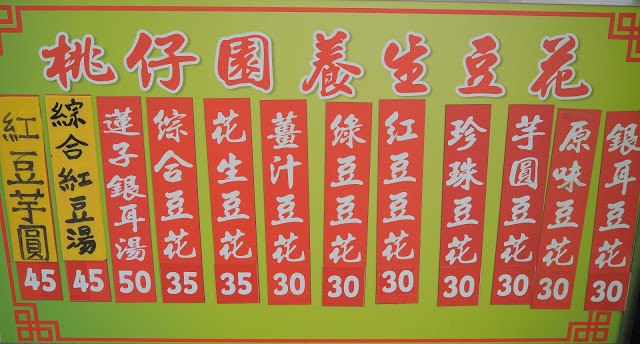 桃仔園養生豆花
紅豆芋圓 45
綜合紅豆湯 45
蓮子銀耳湯 50
綜合豆花 35
花生豆花 35
薑汁豆花 30
綠豆豆花 30
紅豆豆花 30
珍珠豆花 30
芋圓豆花 30
原味豆花 30
銀耳豆花 30